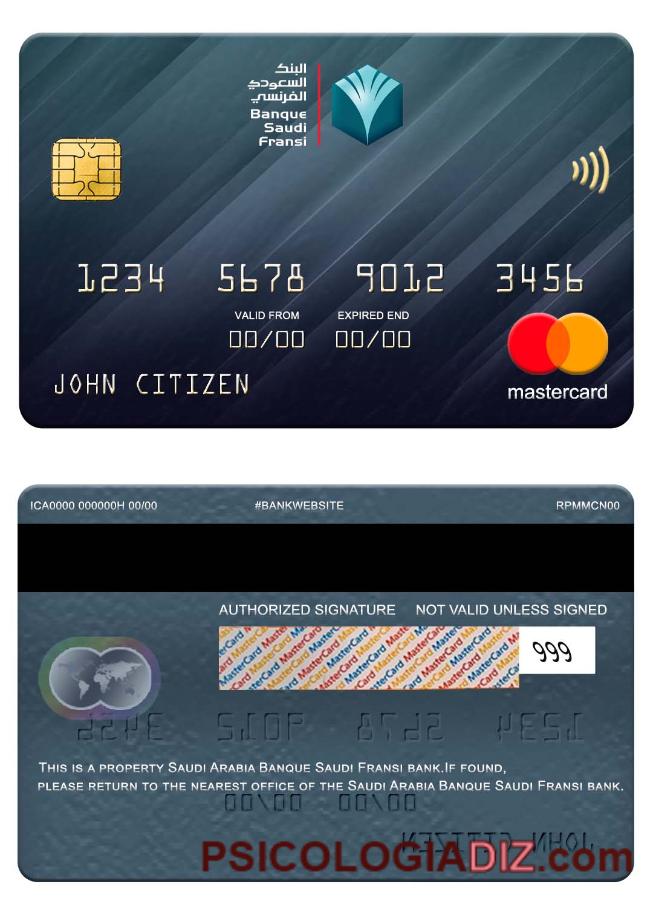 البنك
السعودي
الفرنسي
Banque
Saudi
Fransi
1234 5678 9012 3456
VALID FROM EXPIRED END
00/00 00/00
JOHN CITIZEN
mastercard
ICA0000 000000H 00/00 #BANKWEBSITE RPMMCN00
AUTHORIZED SIGNATURE NOT VALID UNLESS SIGNED
MasterCard MasterCard MasterCard MasterCard
999
1234 5678 9012 3456
THIS IS A PROPERTY SAUDI ARABIA BANQUE SAUDI FRANSI BANK.IF FOUND,
PLEASE RETURN TO THE NEAREST OFFICE OF THE SAUDI ARABIA BANQUE SAUDI FRANSI BANK.
00/00 00/00
JOHN CITIZEN
PSICOLOGIADIZ.com